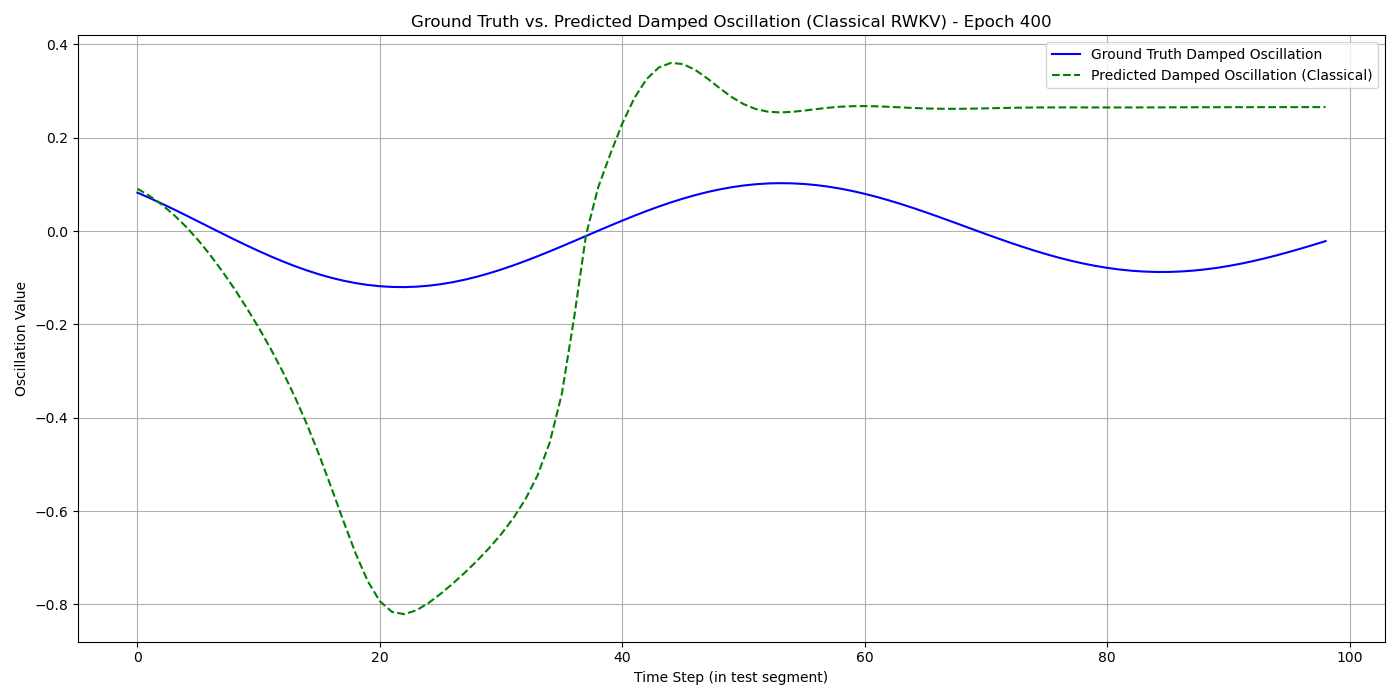 Ground Truth vs. Predicted Damped Oscillation (Classical RWKV) - Epoch 400
Ground Truth Damped Oscillation
Predicted Damped Oscillation (Classical)
Oscillation Value
0.4
0.2
0.0
−0.2
−0.4
−0.6
−0.8
0 20 40 60 80 100
Time Step (in test segment)